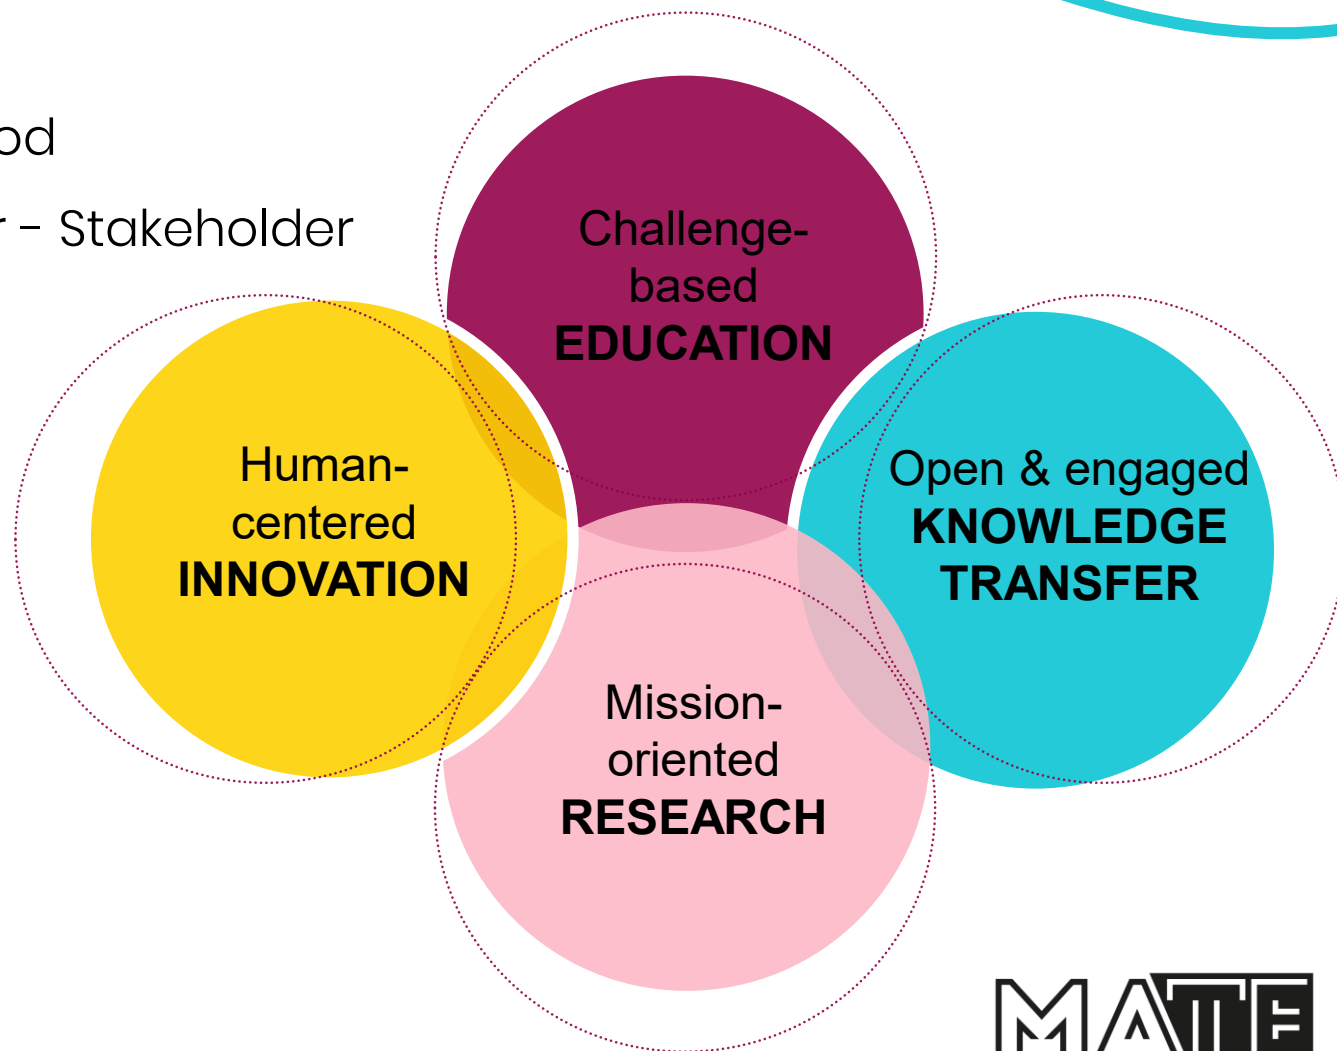 od
r - Stakeholder
Challenge-
based
EDUCATION
Human-
centered
INNOVATION
Open & engaged
KNOWLEDGE
TRANSFER
Mission-
oriented
RESEARCH
MATE